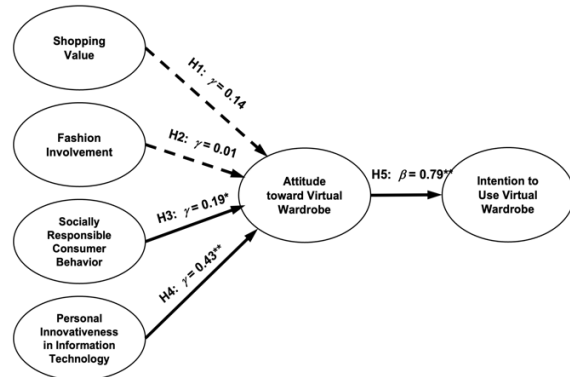 Shopping
Value
H1: γ = 0.14
Fashion
Involvement
H2: γ = 0.01
Attitude
toward Virtual
Wardrobe
H5: β = 0.79**
Intention to
Use Virtual
Wardrobe
Socially
Responsible
Consumer
Behavior
H3: γ = 0.19*
H4: γ = 0.43**
Personal
Innovativeness
in Information
Technology